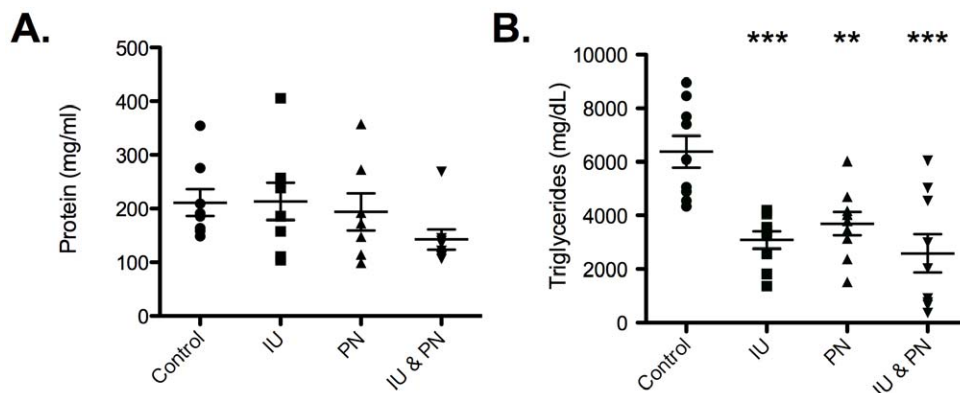 A.
Protein (mg/ml)
500
400
300
200
100
0
Control
IU
PN
IU & PN
B.
*** ** ***
Triglycerides (mg/dL)
10000
8000
6000
4000
2000
0
Control
IU
PN
IU & PN